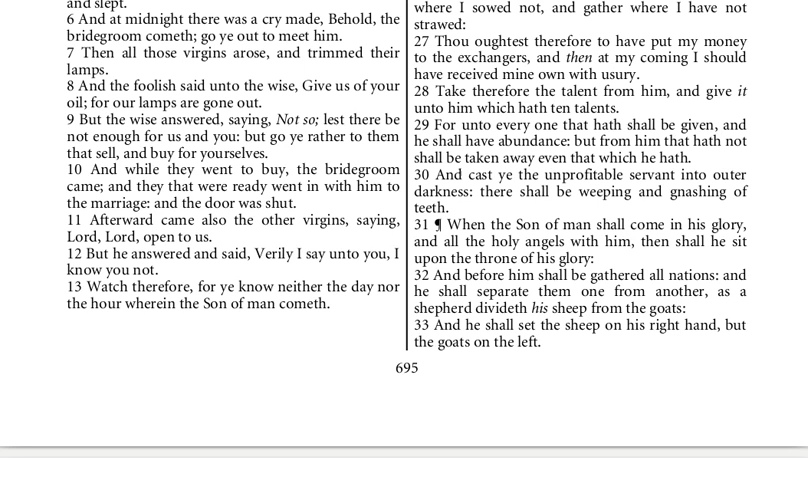 and slept.
6 And at midnight there was a cry made, Behold, the
bridegroom cometh; go ye out to meet him.
7 Then all those virgins arose, and trimmed their
lamps.
8 And the foolish said unto the wise, Give us of your
oil; for our lamps are gone out.
9 But the wise answered, saying, Not so; lest there be
not enough for us and you: but go ye rather to them
that sell, and buy for yourselves.
10 And while they went to buy, the bridegroom
came; and they that were ready went in with him to
the marriage: and the door was shut.
11 Afterward came also the other virgins, saying,
Lord, Lord, open to us.
12 But he answered and said, Verily I say unto you, I
know you not.
13 Watch therefore, for ye know neither the day nor
the hour wherein the Son of man cometh.
where I sowed not, and gather where I have not
strawed:
27 Thou oughtest therefore to have put my money
to the exchangers, and then at my coming I should
have received mine own with usury.
28 Take therefore the talent from him, and give it
unto him which hath ten talents.
29 For unto every one that hath shall be given, and
he shall have abundance: but from him that hath not
shall be taken away even that which he hath.
30 And cast ye the unprofitable servant into outer
darkness: there shall be weeping and gnashing of
teeth.
31 ¶ When the Son of man shall come in his glory,
and all the holy angels with him, then shall he sit
upon the throne of his glory:
32 And before him shall be gathered all nations: and
he shall separate them one from another, as a
shepherd divideth his sheep from the goats:
33 And he shall set the sheep on his right hand, but
the goats on the left.
695